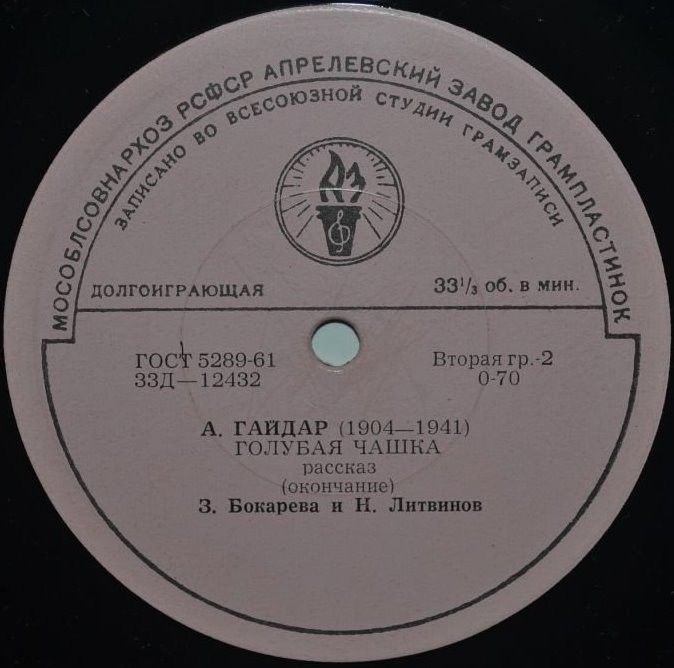 МОСОБЛСОВНАРХОЗ РСФСР АПРЕЛЕВСКИЙ ЗАВОД ГРАМПЛАСТИНОК
ЗАПИСАНО ВО ВСЕСОЮЗНОЙ СТУДИИ ГРАМЗАПИСИ
ДОЛГОИГРАЮЩАЯ 33⅓ об. в мин.
ГОСТ 5289-61 Вторая гр.-2
33Д—12432 0-70
А. ГАЙДАР (1904—1941)
ГОЛУБАЯ ЧАШКА
рассказ
(окончание)
З. Бокарева и Н. Литвинов